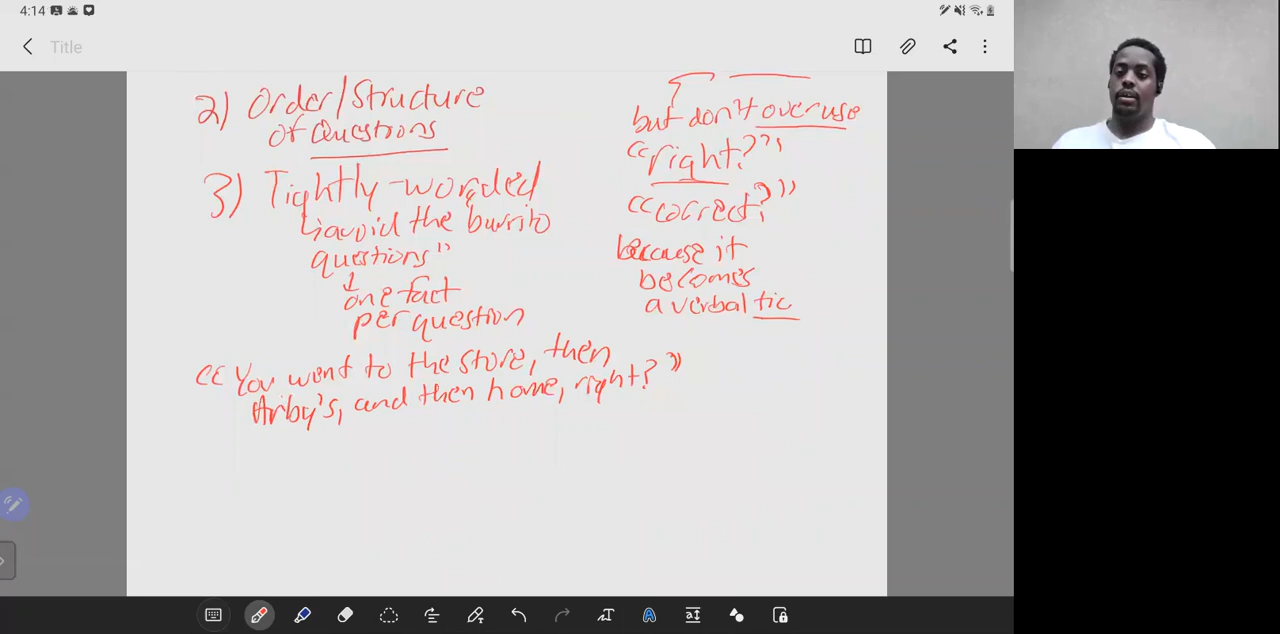 4:14
Title
2) Order/Structure
of Questions
3) Tightly-worded
"avoid the burrito
questions"
one fact
per question
but don't overuse
"right?",
"correct?"
because it
becomes
a verbal tic
"You went to the store, then
Arby's, and then home, right?"